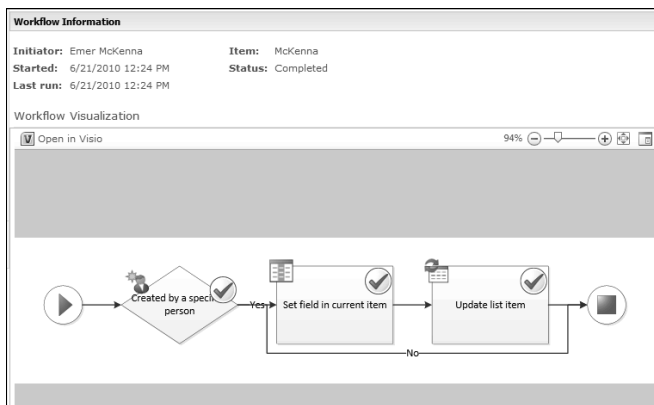 Workflow Information
Initiator: Emer McKenna Item: McKenna
Started: 6/21/2010 12:24 PM Status: Completed
Last run: 6/21/2010 12:24 PM
Workflow Visualization
Open in Visio 94%
Created by a speci
person
Yes
Set field in current item
Update list item
No